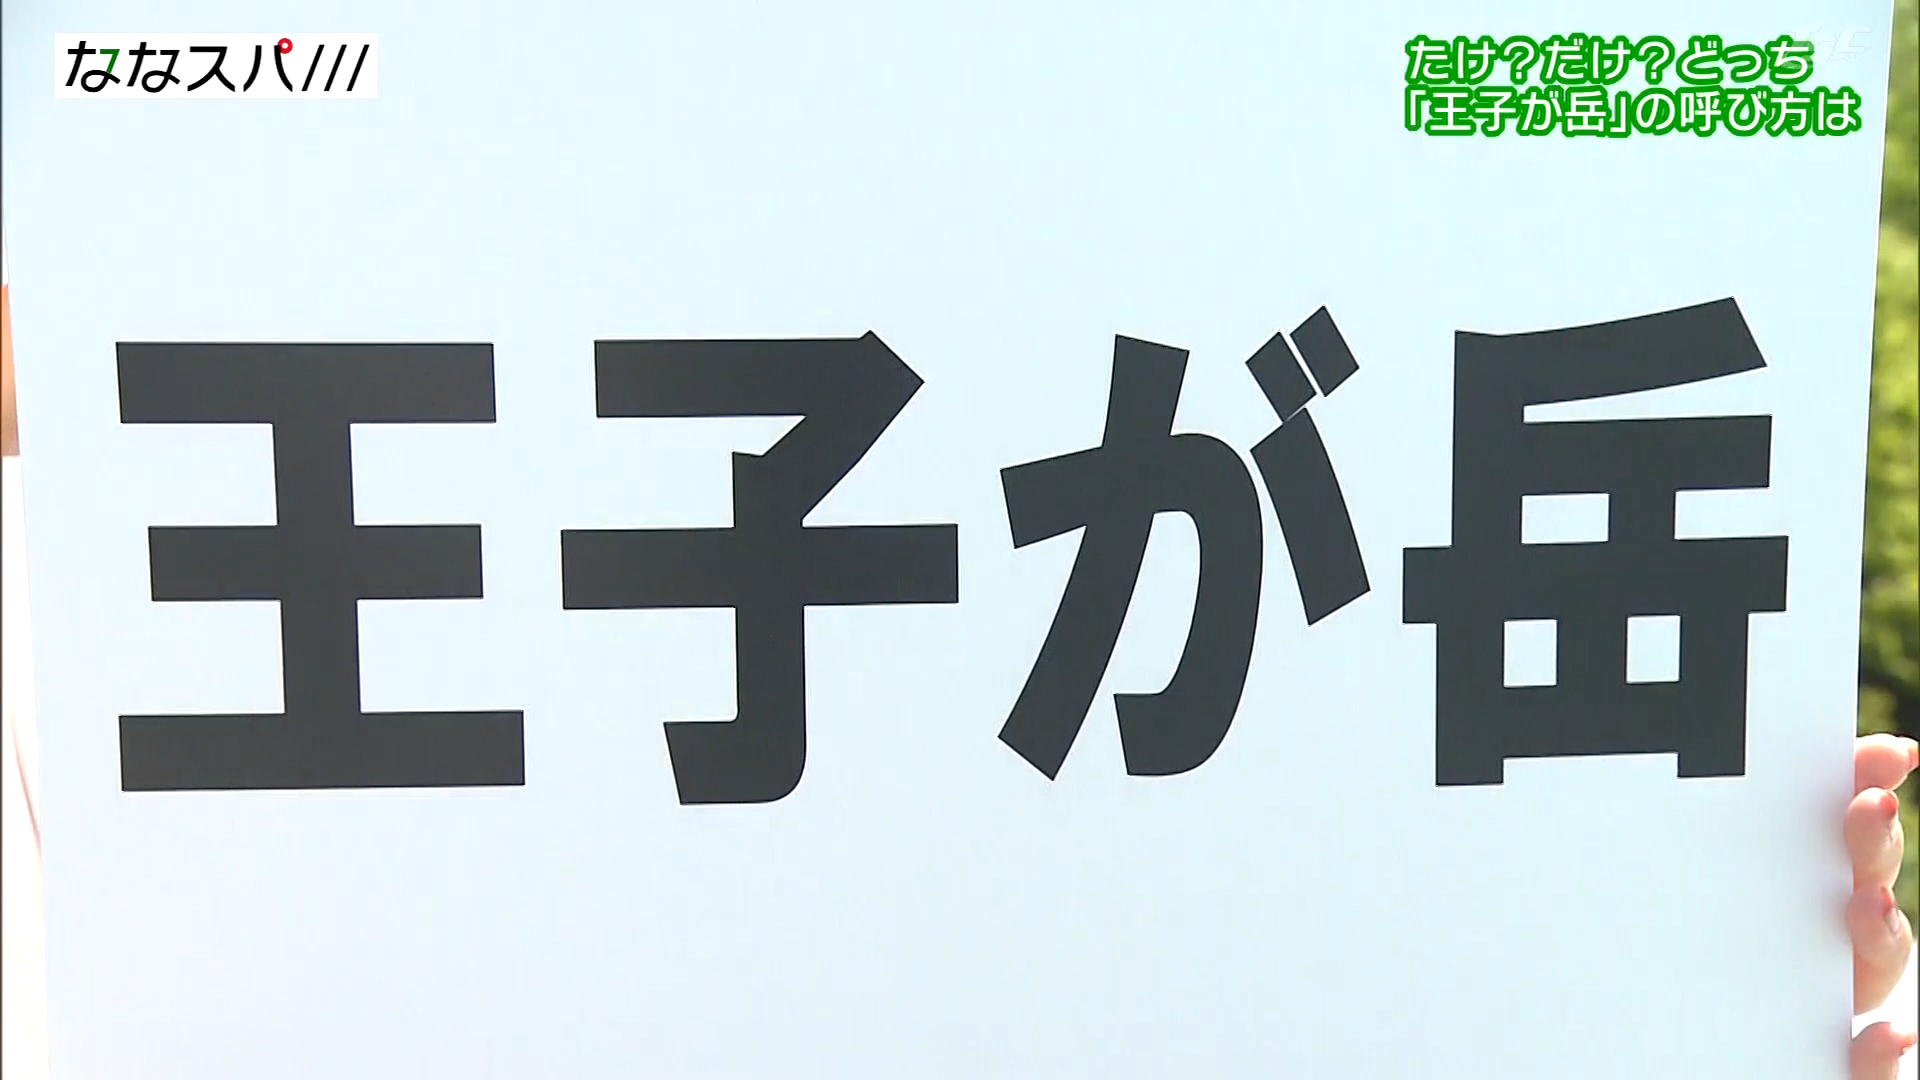 ななスパ///
たけ？だけ？どっち
「王子が岳」の呼び方は
王子が岳